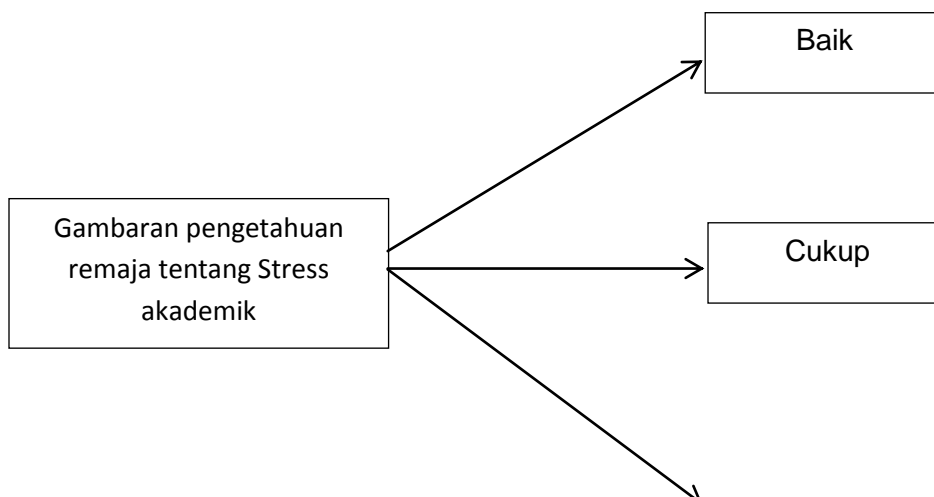 Baik
Gambaran pengetahuan
remaja tentang Stress
akademik
Cukup